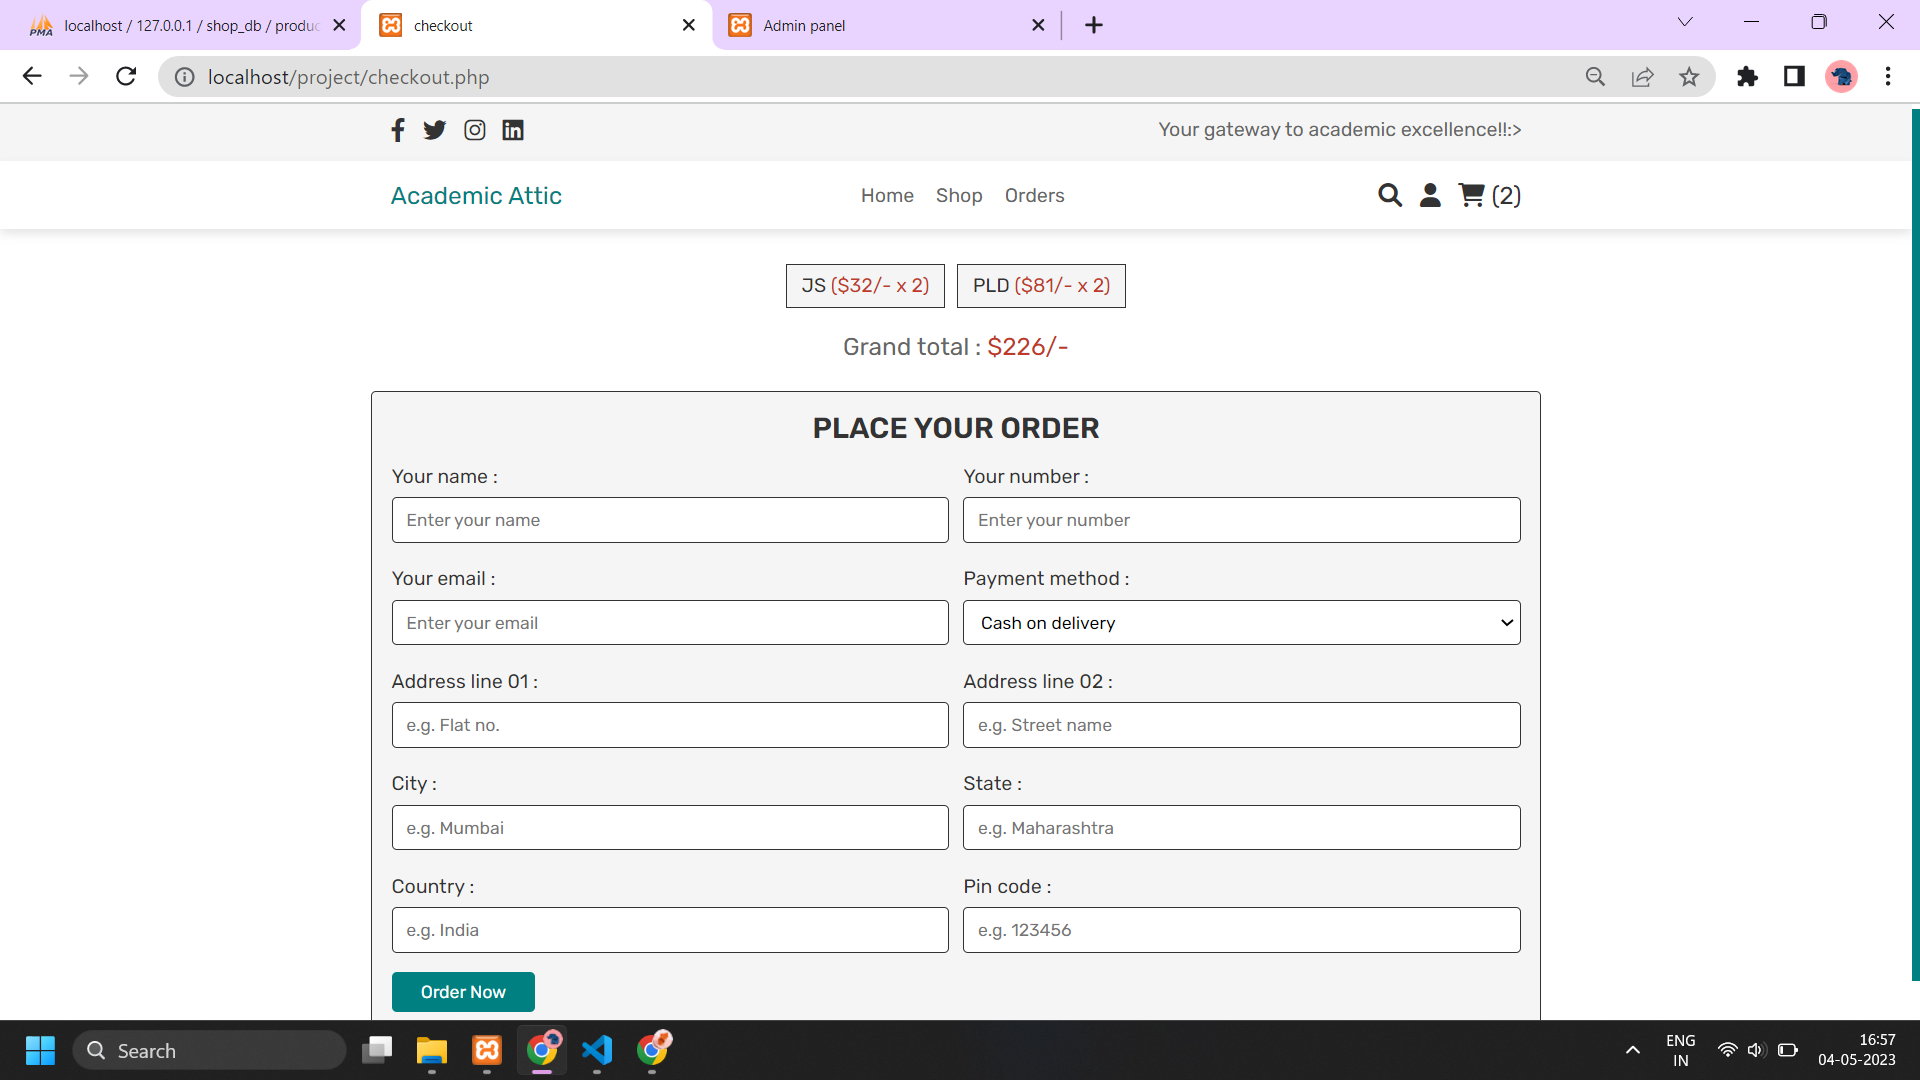 localhost / 127.0.0.1 / shop_db / produc
checkout
Admin panel
localhost/project/checkout.php
Your gateway to academic excellence!!:>
Academic Attic
Home Shop Orders
(2)
JS ($32/- x 2) PLD ($81/- x 2)
Grand total : $226/-
PLACE YOUR ORDER
Your name : Your number :
Enter your name Enter your number
Your email : Payment method :
Enter your email Cash on delivery
Address line 01 : Address line 02 :
e.g. Flat no. e.g. Street name
City : State :
e.g. Mumbai e.g. Maharashtra
Country : Pin code :
e.g. India e.g. 123456
Order Now
Search
ENG
IN
16:57
04-05-2023